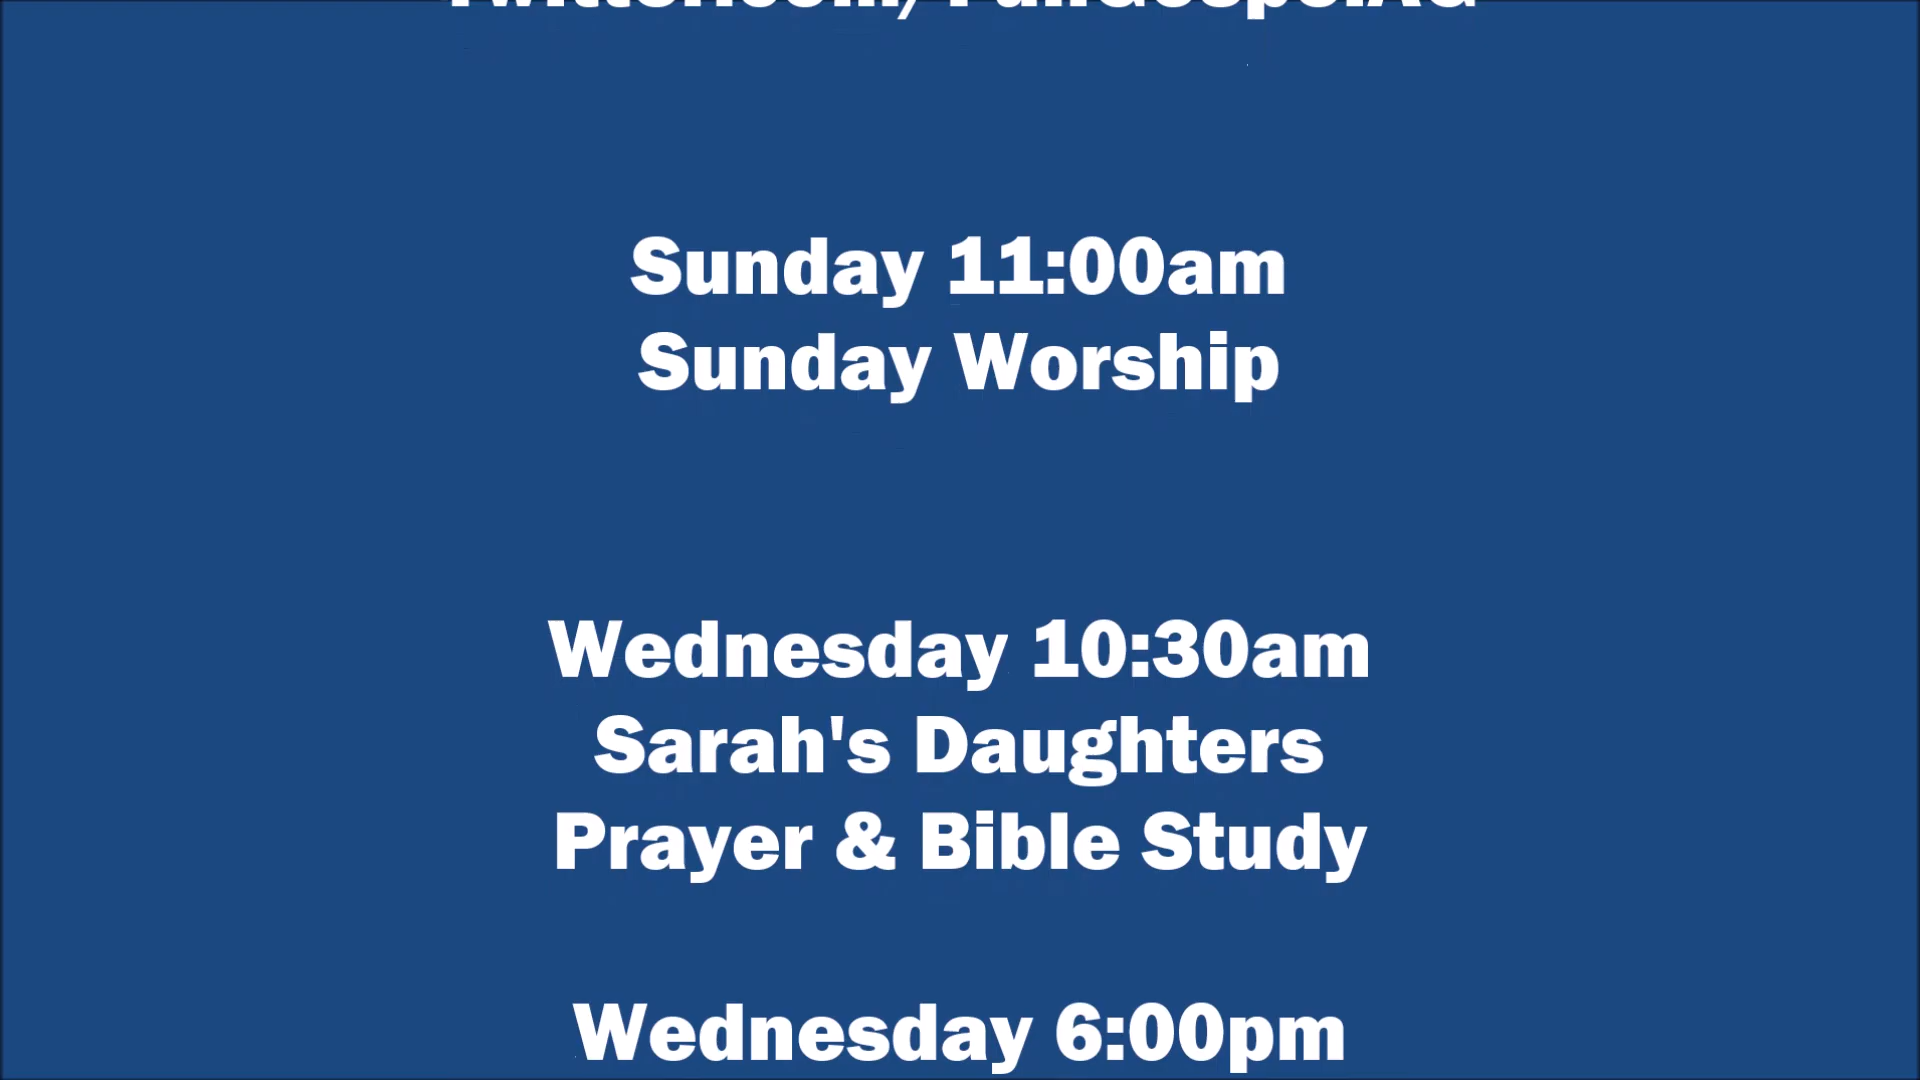 Sunday 11:00am
Sunday Worship
Wednesday 10:30am
Sarah's Daughters
Prayer & Bible Study
Wednesday 6:00pm